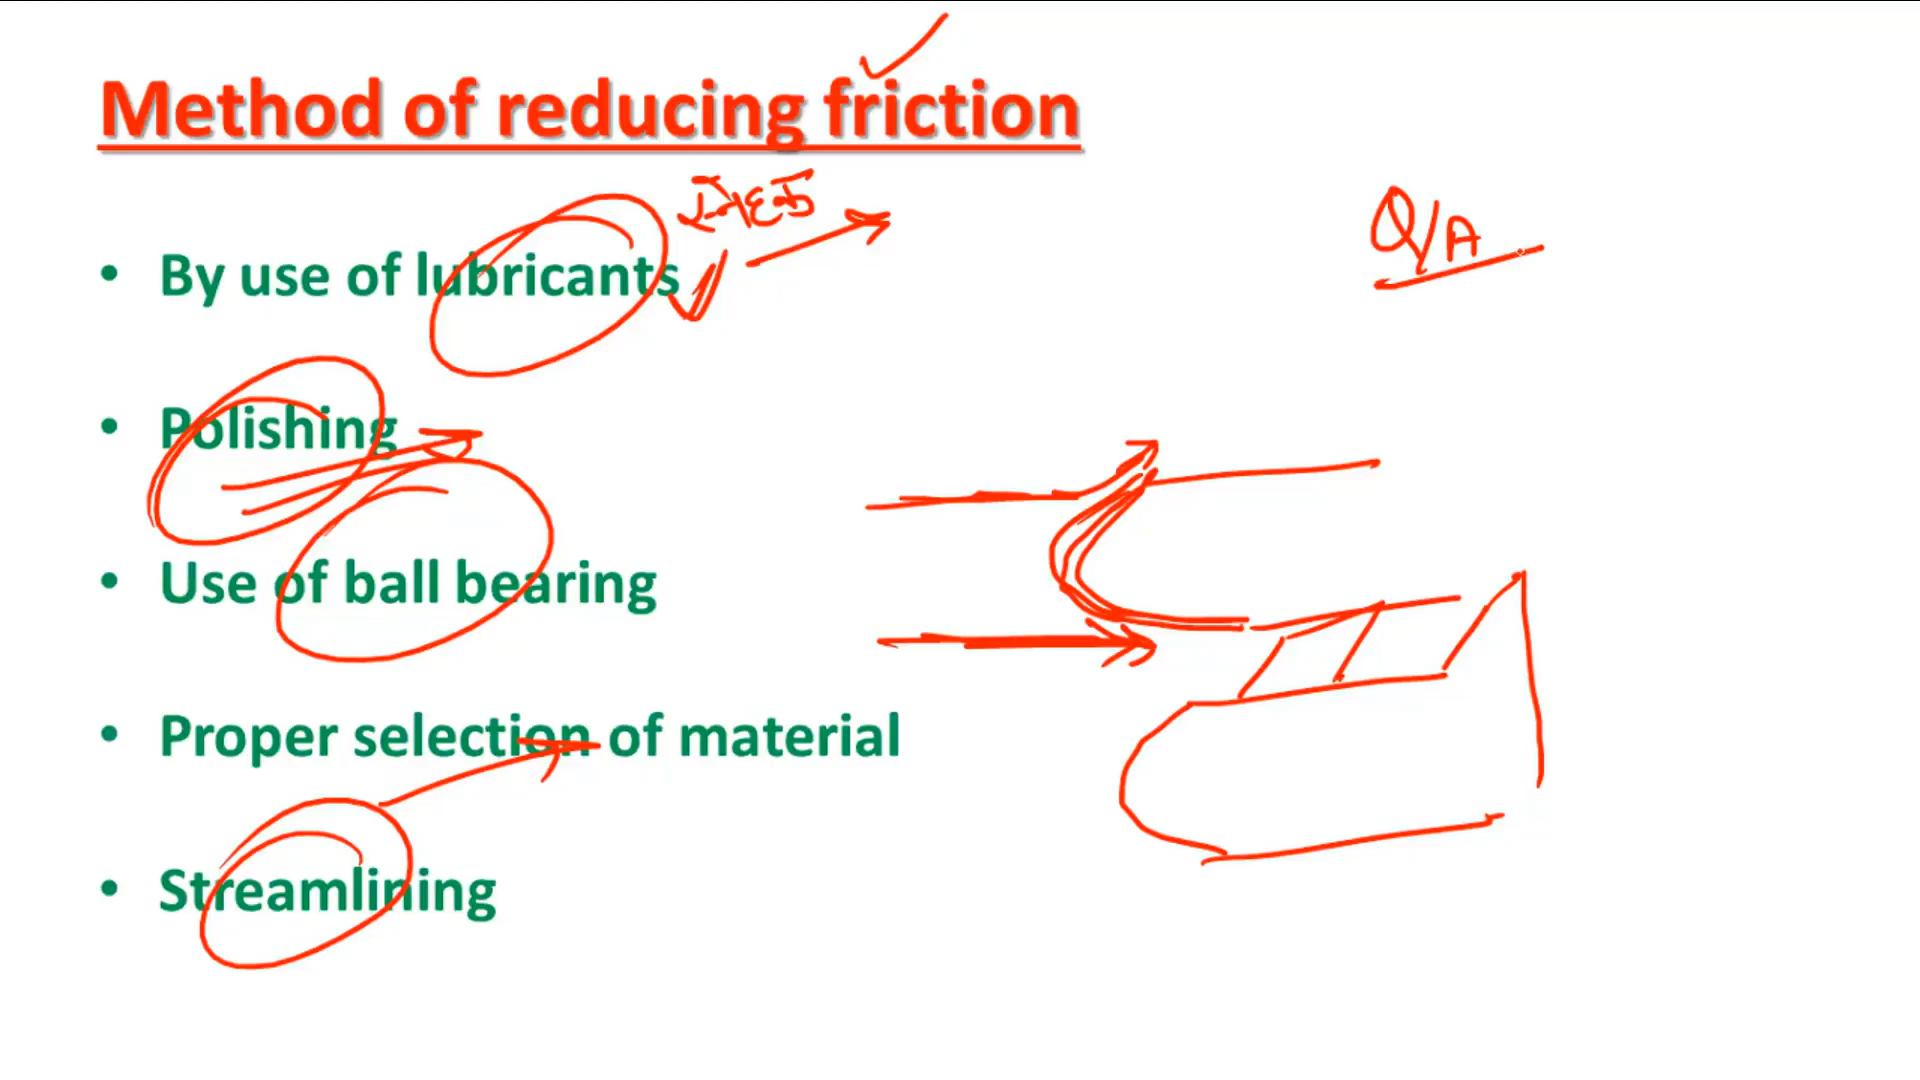 Method of reducing friction
• By use of lubricants
Q/A
• Polishing
• Use of ball bearing
• Proper selection of material
• Streamlining